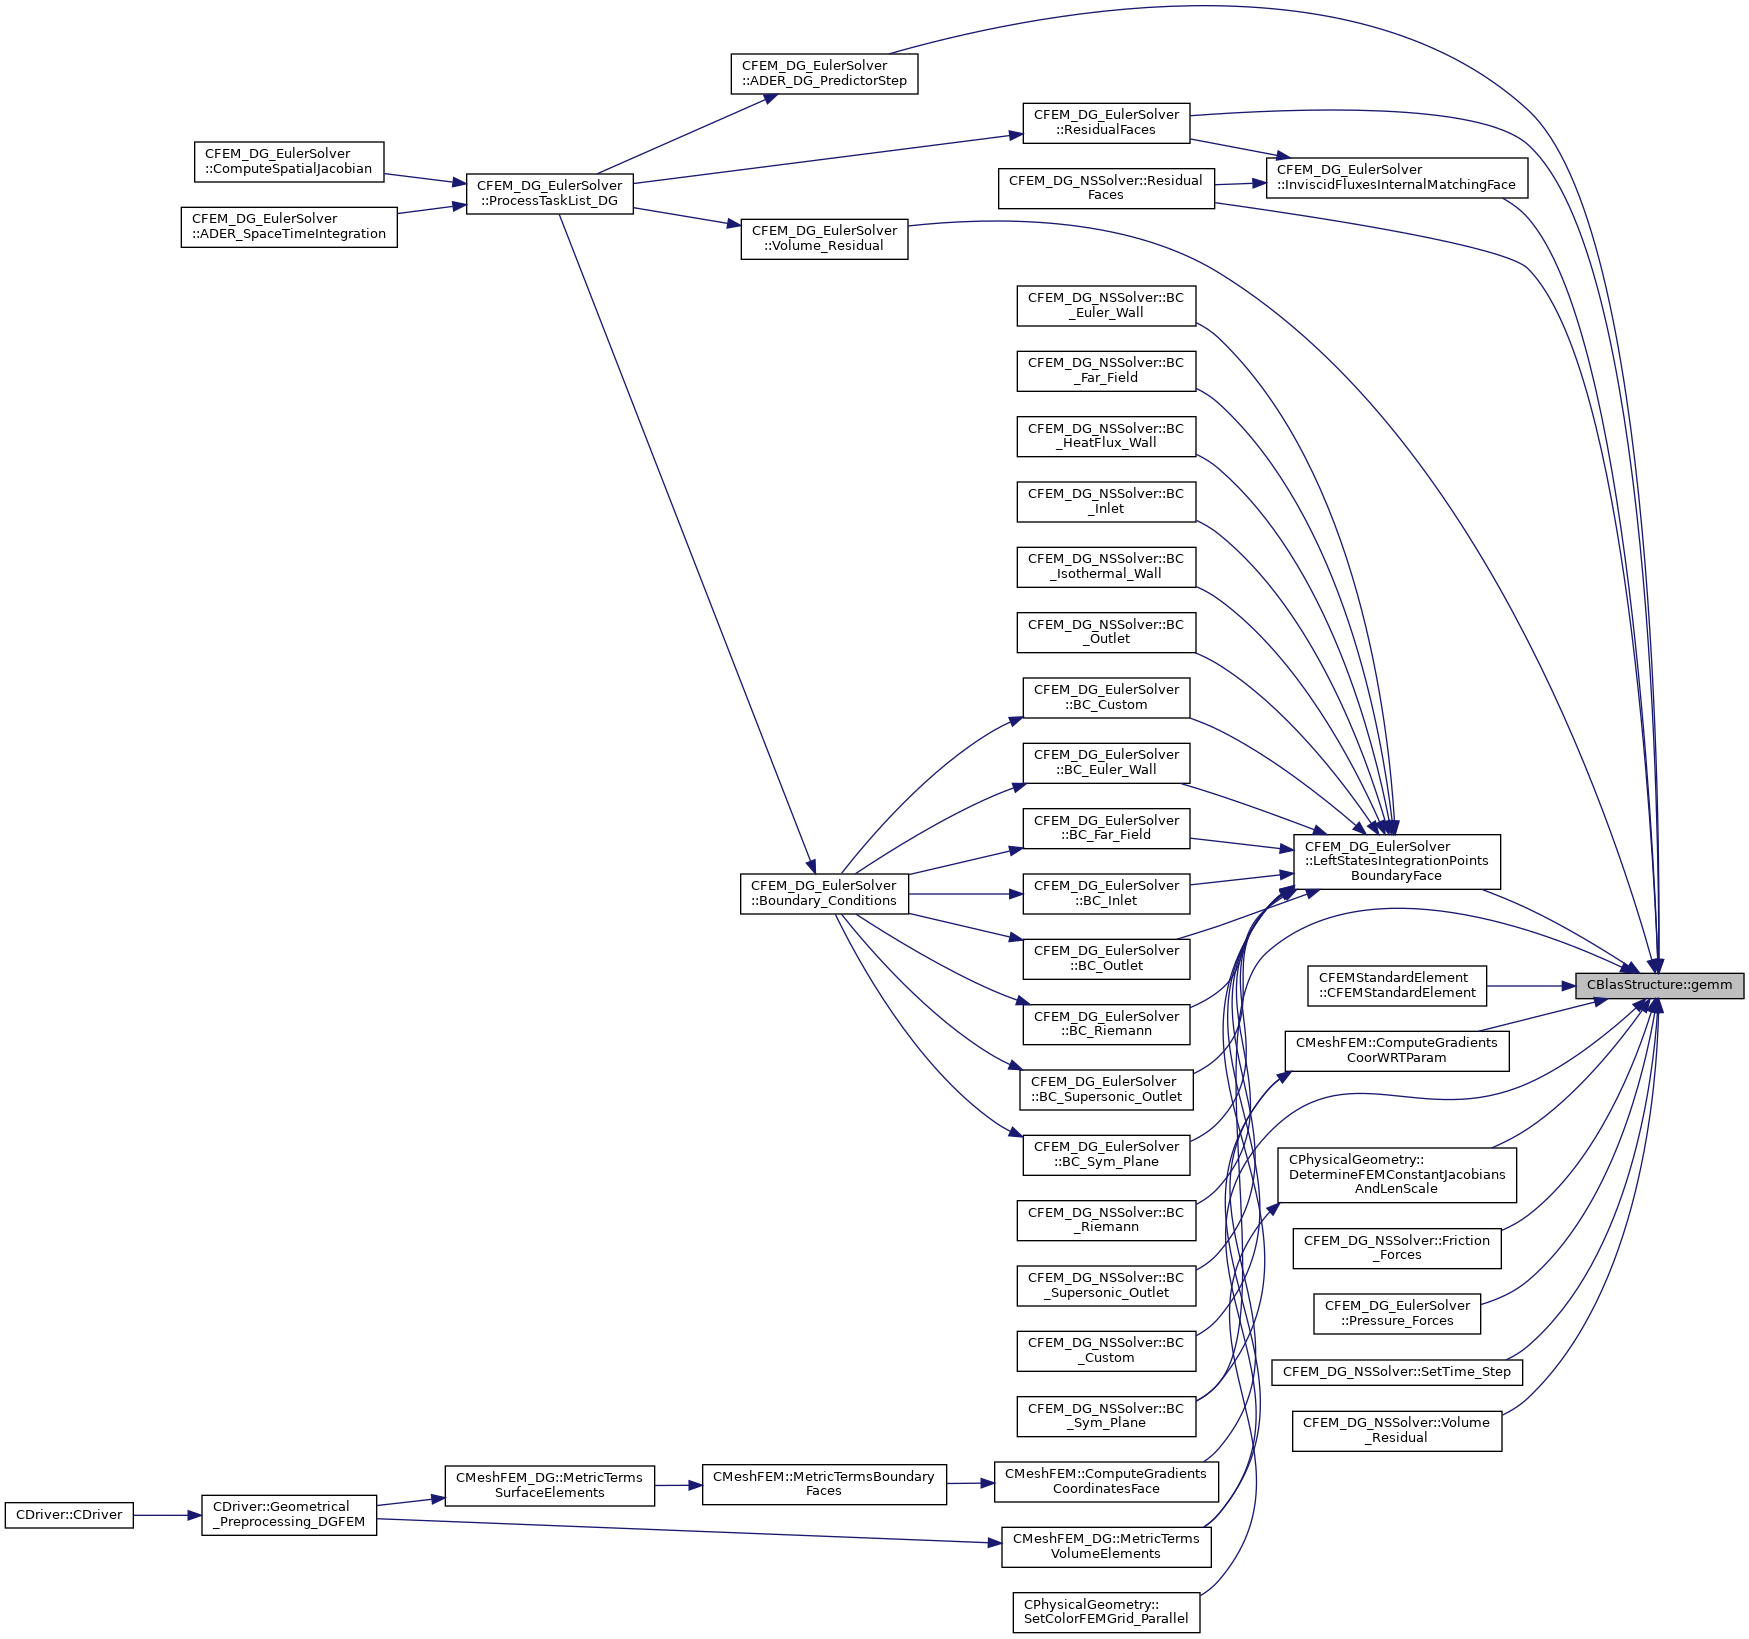 CFEM_DG_EulerSolver
::ADER_DG_PredictorStep
CFEM_DG_EulerSolver
::ResidualFaces
CFEM_DG_EulerSolver
::ComputeSpatialJacobian
CFEM_DG_EulerSolver
::InviscidFluxesInternalMatchingFace
CFEM_DG_NSSolver::Residual
Faces
CFEM_DG_EulerSolver
::ProcessTaskList_DG
CFEM_DG_EulerSolver
::ADER_SpaceTimeIntegration
CFEM_DG_EulerSolver
::Volume_Residual
CFEM_DG_NSSolver::BC
_Euler_Wall
CFEM_DG_NSSolver::BC
_Far_Field
CFEM_DG_NSSolver::BC
_HeatFlux_Wall
CFEM_DG_NSSolver::BC
_Inlet
CFEM_DG_NSSolver::BC
_Isothermal_Wall
CFEM_DG_NSSolver::BC
_Outlet
CFEM_DG_EulerSolver
::BC_Custom
CFEM_DG_EulerSolver
::BC_Euler_Wall
CFEM_DG_EulerSolver
::BC_Far_Field
CFEM_DG_EulerSolver
::LeftStatesIntegrationPoints
BoundaryFace
CFEM_DG_EulerSolver
::Boundary_Conditions
CFEM_DG_EulerSolver
::BC_Inlet
CFEM_DG_EulerSolver
::BC_Outlet
CFEMStandardElement
::CFEMStandardElement
CBlasStructure::gemm
CFEM_DG_EulerSolver
::BC_Riemann
CMeshFEM::ComputeGradients
CoorWRTParam
CFEM_DG_EulerSolver
::BC_Supersonic_Outlet
CFEM_DG_EulerSolver
::BC_Sym_Plane
CPhysicalGeometry::
DetermineFEMConstantJacobians
AndLenScale
CFEM_DG_NSSolver::BC
_Riemann
CFEM_DG_NSSolver::Friction
_Forces
CFEM_DG_NSSolver::BC
_Supersonic_Outlet
CFEM_DG_EulerSolver
::Pressure_Forces
CFEM_DG_NSSolver::BC
_Custom
CFEM_DG_NSSolver::SetTime_Step
CFEM_DG_NSSolver::BC
_Sym_Plane
CFEM_DG_NSSolver::Volume
_Residual
CMeshFEM_DG::MetricTerms
SurfaceElements
CMeshFEM::MetricTermsBoundary
Faces
CMeshFEM::ComputeGradients
CoordinatesFace
CDriver::CDriver
CDriver::Geometrical
_Preprocessing_DGFEM
CMeshFEM_DG::MetricTerms
VolumeElements
CPhysicalGeometry::
SetColorFEMGrid_Parallel